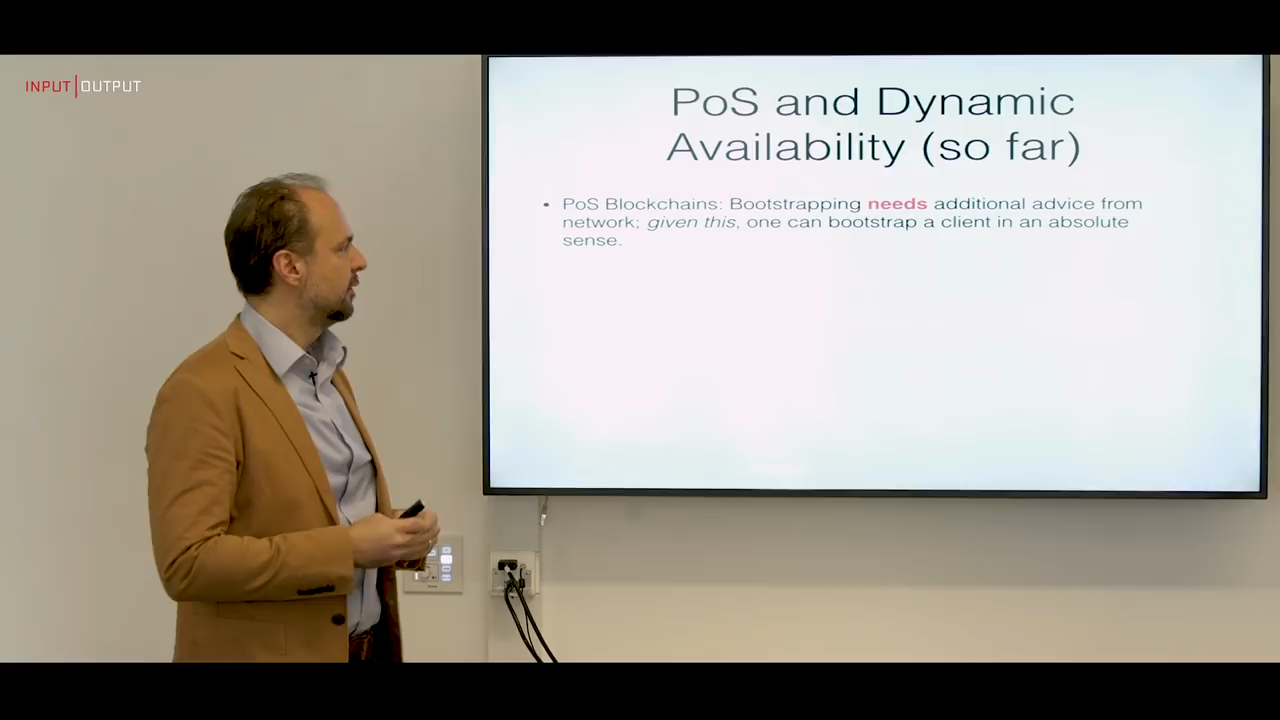 INPUT|OUTPUT
PoS and Dynamic
Availability (so far)
• PoS Blockchains: Bootstrapping needs additional advice from
network; given this, one can bootstrap a client in an absolute
sense.